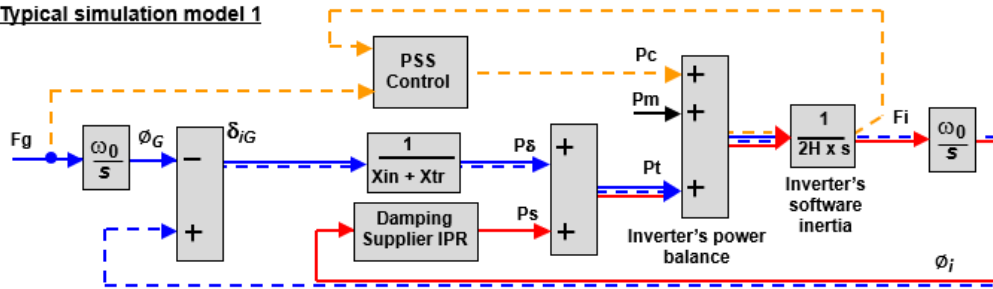 Typical simulation model 1
PSS
Control
Pc
+
Pm
+
Fg
ω0
s
ØG
δiG
−
+
1
Xin + Xtr
Pδ
+
Pt
+
Damping
Supplier IPR
Ps
+
Inverter's power
balance
1
2H x s
Inverter's
software
inertia
Fi
ω0
s
Øi